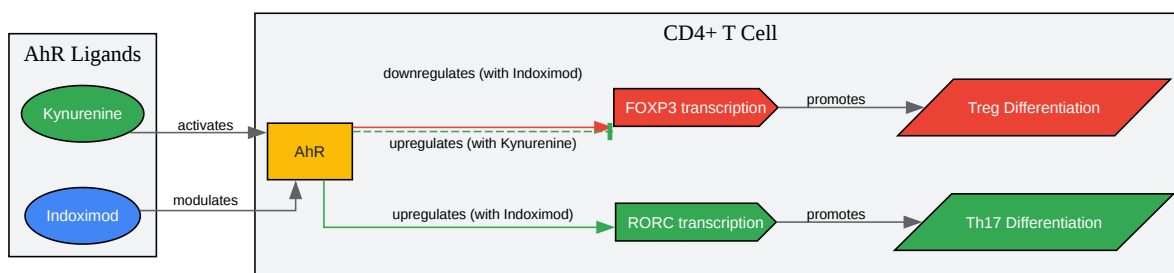 AhR Ligands
Kynurenine
Indoximod
activates
modulates
CD4+ T Cell
AhR
downregulates (with Indoximod)
upregulates (with Kynurenine)
upregulates (with Indoximod)
FOXP3 transcription
promotes
Treg Differentiation
RORC transcription
promotes
Th17 Differentiation